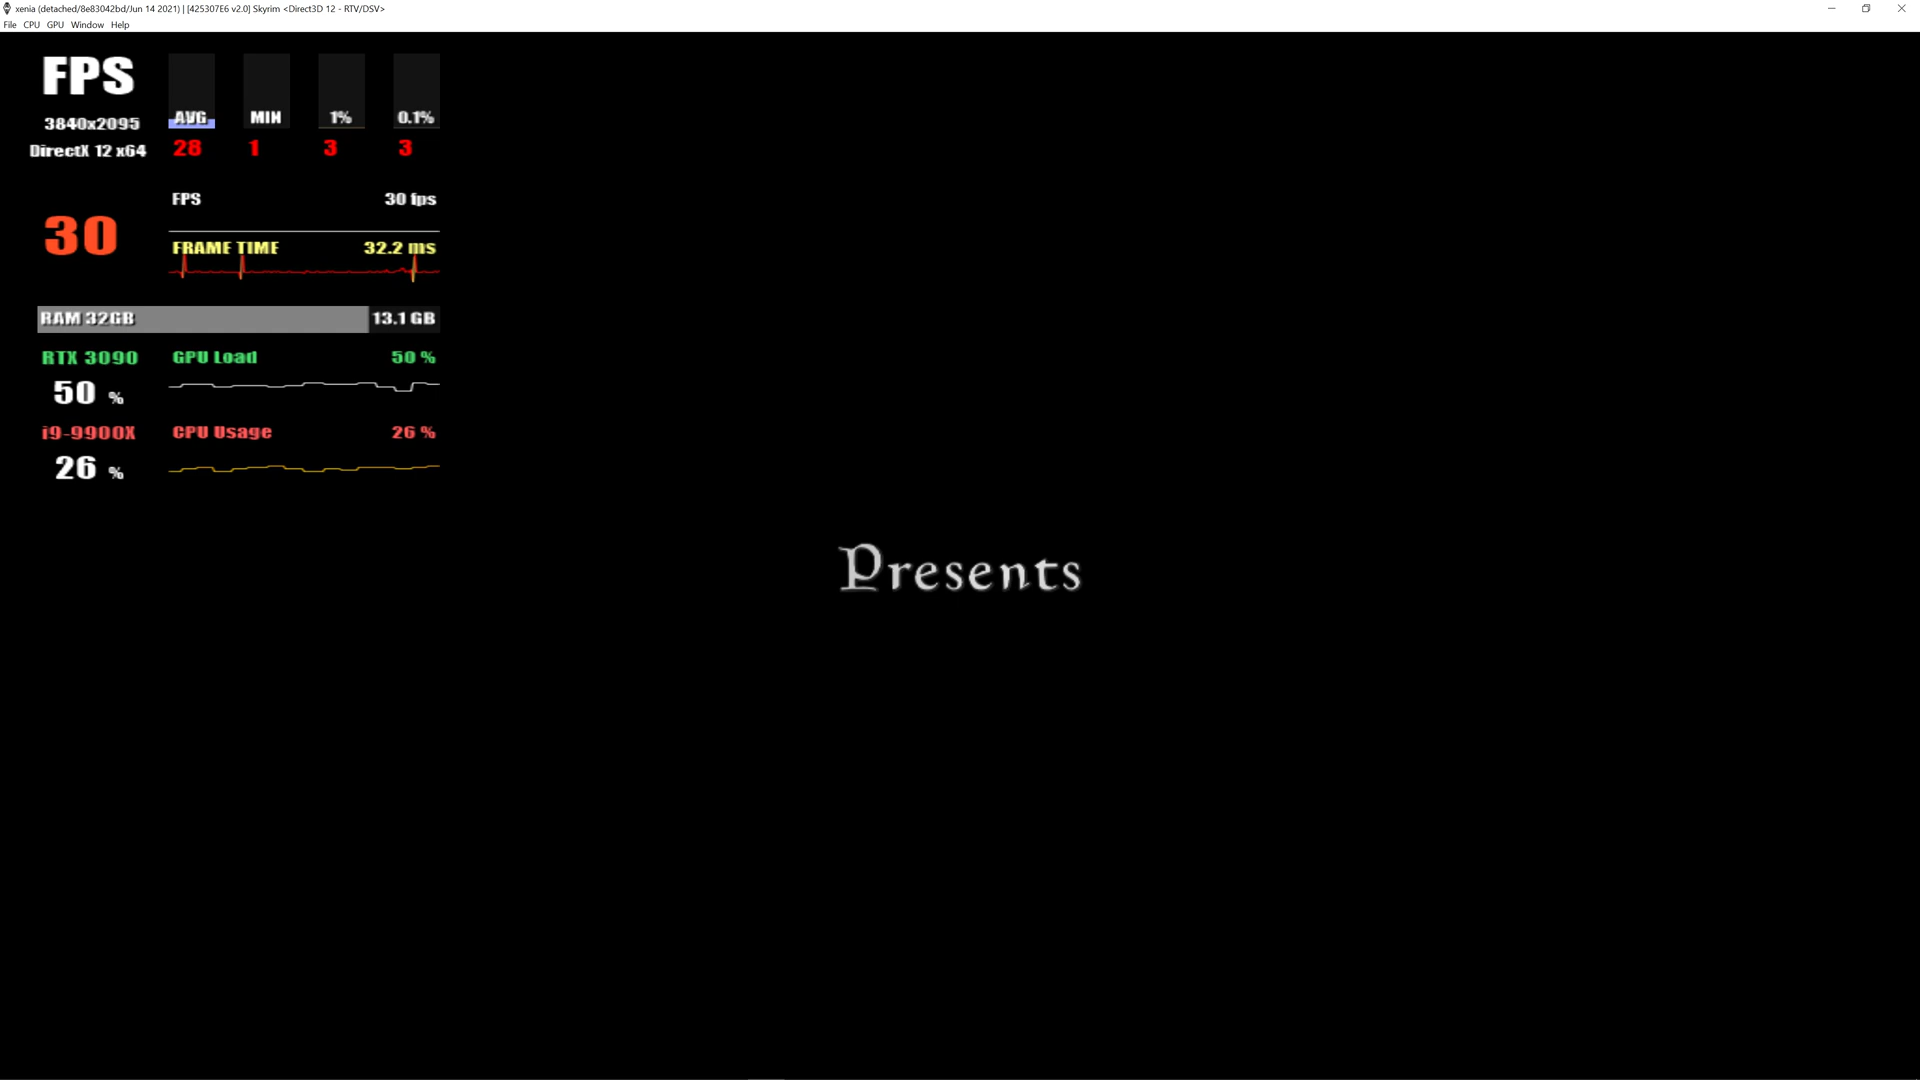 xenia (detached/8e83042bd/Jun 14 2021) | [425307E6 v2.0] Skyrim <Direct3D 12 - RTV/DSV>
File CPU GPU Window Help
FPS
3840x2095
DirectX 12 x64
AVG MIN 1% 0.1%
28 1 3 3
FPS 30 fps
30
FRAME TIME 32.2 ms
RAM 32GB 13.1 GB
RTX 3090 GPU Load 50 %
50 %
i9-9900X CPU Usage 26 %
26 %
Presents